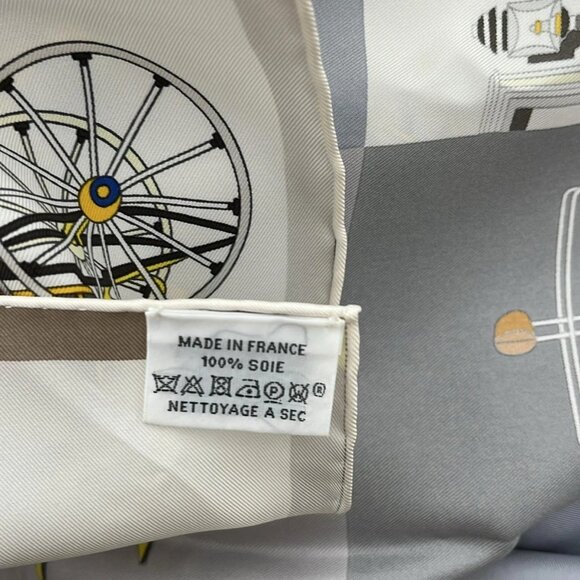 MADE IN FRANCE
100% SOIE
®
NETTOYAGE A SEC